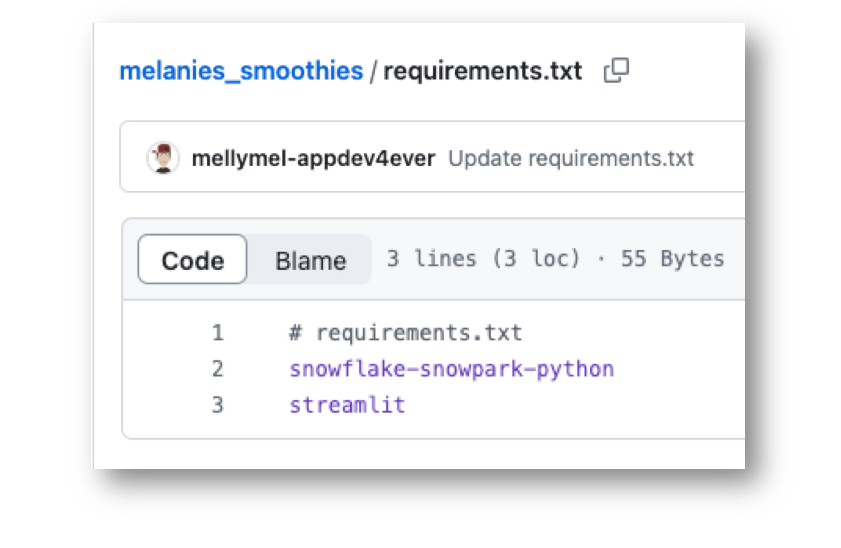 melanies_smoothies / requirements.txt
mellymel-appdev4ever Update requirements.txt
Code Blame 3 lines (3 loc) · 55 Bytes
1 # requirements.txt
2 snowflake-snowpark-python
3 streamlit